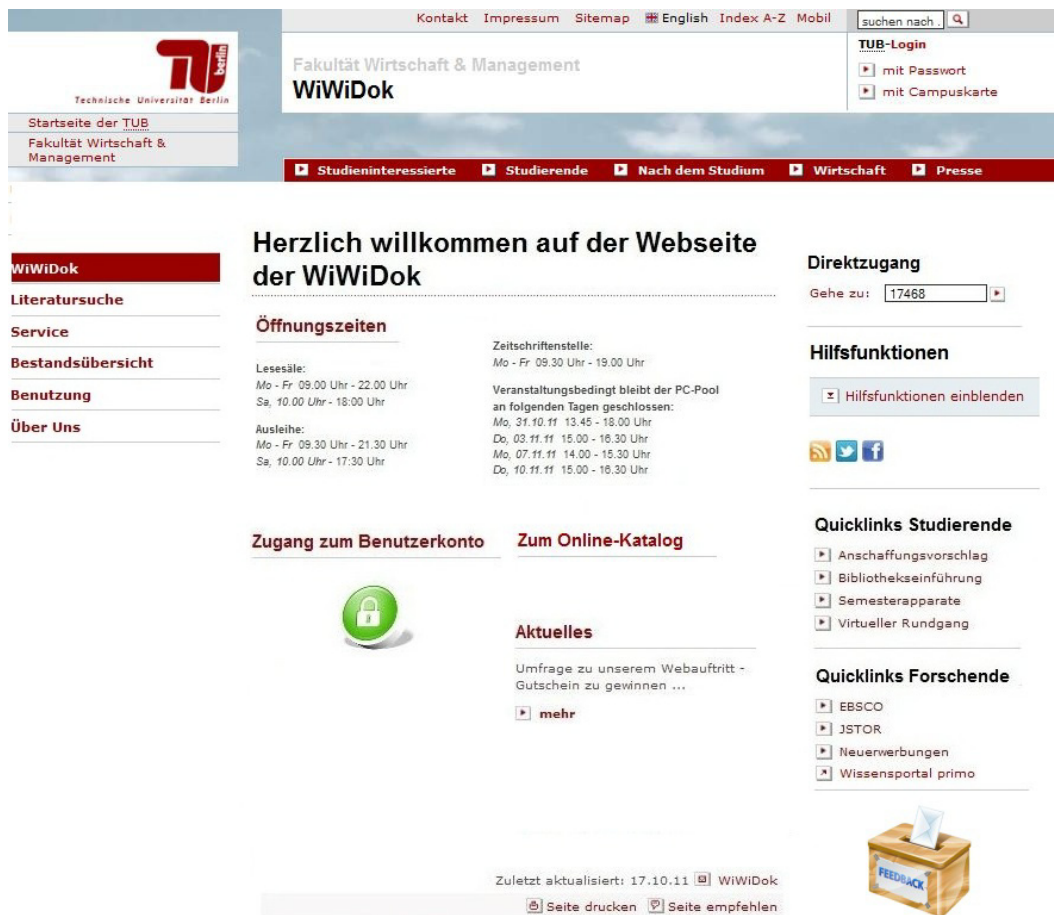 Kontakt Impressum Sitemap English Index A-Z Mobil
suchen nach .
berlin
Technische Universität Berlin
Fakultät Wirtschaft & Management
WiWiDok
TUB-Login
mit Passwort
mit Campuskarte
Startseite der TUB
Fakultät Wirtschaft &
Management
Studieninteressierte Studierende Nach dem Studium Wirtschaft Presse
WiWiDok
Literatursuche
Service
Bestandsübersicht
Benutzung
Über Uns
Herzlich willkommen auf der Webseite
der WiWiDok
Öffnungszeiten
Lesesäle:
Mo - Fr 09.00 Uhr - 22.00 Uhr
Sa, 10.00 Uhr - 18:00 Uhr
Ausleihe:
Mo - Fr 09.30 Uhr - 21.30 Uhr
Sa, 10.00 Uhr - 17:30 Uhr
Zeitschriftenstelle:
Mo - Fr 09.30 Uhr - 19.00 Uhr
Veranstaltungsbedingt bleibt der PC-Pool
an folgenden Tagen geschlossen:
Mo, 31.10.11 13.45 - 18.00 Uhr
Do, 03.11.11 15.00 - 16.30 Uhr
Mo, 07.11.11 14.00 - 15.30 Uhr
Do, 10.11.11 15.00 - 16.30 Uhr
Zugang zum Benutzerkonto
Zum Online-Katalog
Aktuelles
Umfrage zu unserem Webauftritt -
Gutschein zu gewinnen ...
mehr
Direktzugang
Gehe zu: 17468
Hilfsfunktionen
Hilfsfunktionen einblenden
Quicklinks Studierende
Anschaffungsvorschlag
Bibliothekseinführung
Semesterapparate
Virtueller Rundgang
Quicklinks Forschende
EBSCO
JSTOR
Neuerwerbungen
Wissensportal primo
FEEDBACK
Zuletzt aktualisiert: 17.10.11 WiWiDok
Seite drucken Seite empfehlen